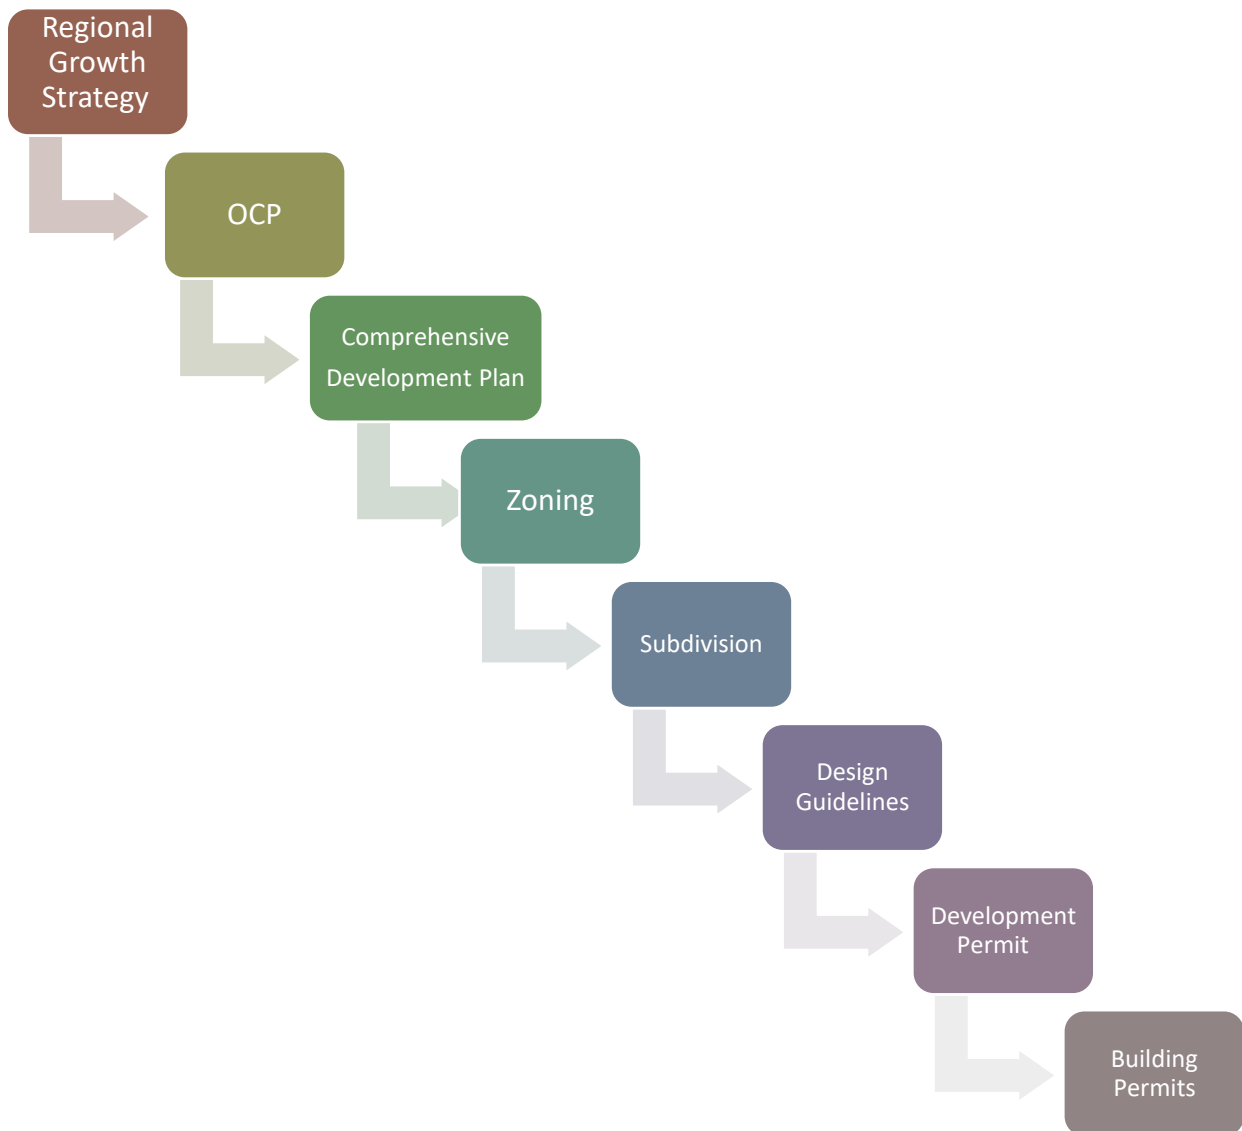 Regional
Growth
Strategy
OCP
Comprehensive
Development Plan
Zoning
Subdivision
Design
Guidelines
Development
Permit
Building
Permits